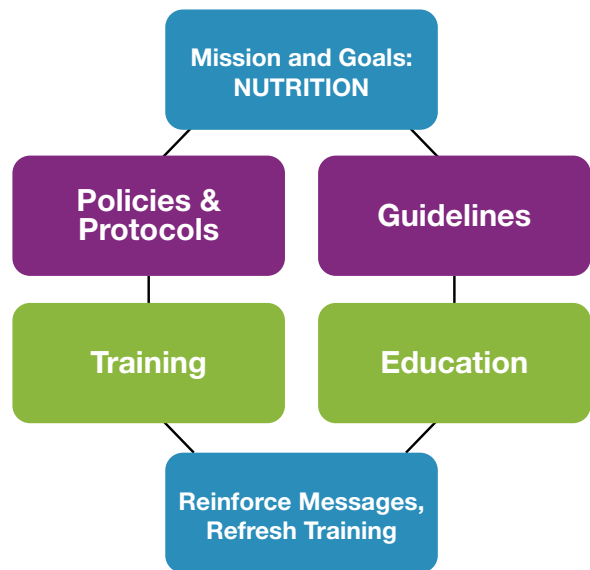 Mission and Goals:
NUTRITION
Policies &
Protocols
Guidelines
Training
Education
Reinforce Messages,
Refresh Training